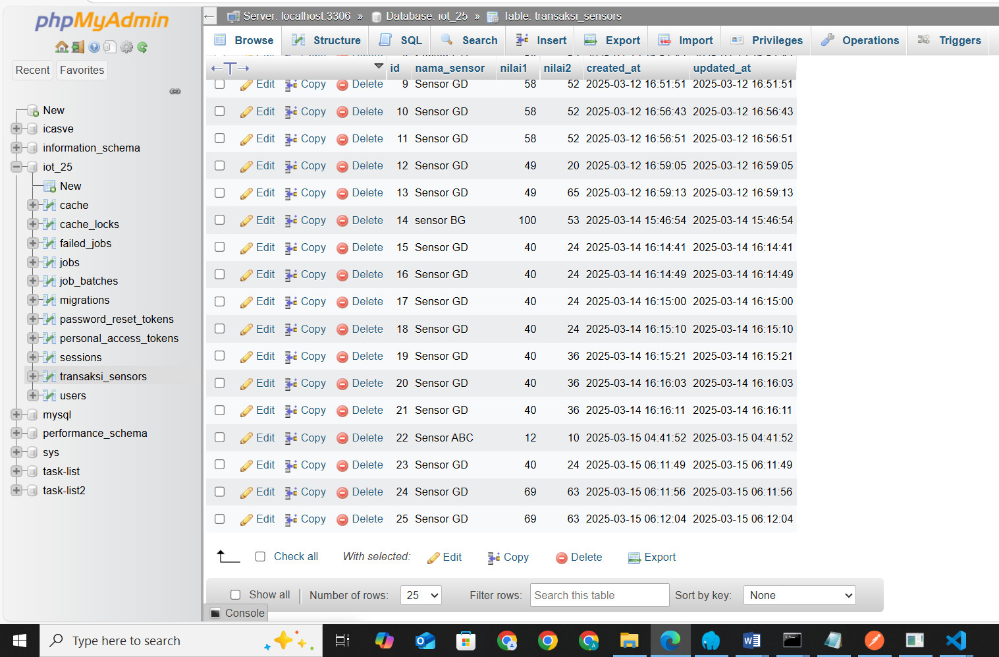 phpMyAdmin
Recent Favorites
New
icasve
information_schema
iot_25
New
cache
cache_locks
failed_jobs
jobs
job_batches
migrations
password_reset_tokens
personal_access_tokens
sessions
transaksi_sensors
users
mysql
performance_schema
sys
task-list
task-list2
Server: localhost:3306 » Database: iot_25 » Table: transaksi_sensors
Browse Structure SQL Search Insert Export Import Privileges Operations Triggers
←T→ id nama_sensor nilai1 nilai2 created_at updated_at
Edit Copy Delete 9 Sensor GD 58 52 2025-03-12 16:51:51 2025-03-12 16:51:51
Edit Copy Delete 10 Sensor GD 58 52 2025-03-12 16:56:43 2025-03-12 16:56:43
Edit Copy Delete 11 Sensor GD 58 52 2025-03-12 16:56:51 2025-03-12 16:56:51
Edit Copy Delete 12 Sensor GD 49 20 2025-03-12 16:59:05 2025-03-12 16:59:05
Edit Copy Delete 13 Sensor GD 49 65 2025-03-12 16:59:13 2025-03-12 16:59:13
Edit Copy Delete 14 sensor BG 100 53 2025-03-14 15:46:54 2025-03-14 15:46:54
Edit Copy Delete 15 Sensor GD 40 24 2025-03-14 16:14:41 2025-03-14 16:14:41
Edit Copy Delete 16 Sensor GD 40 24 2025-03-14 16:14:49 2025-03-14 16:14:49
Edit Copy Delete 17 Sensor GD 40 24 2025-03-14 16:15:00 2025-03-14 16:15:00
Edit Copy Delete 18 Sensor GD 40 24 2025-03-14 16:15:10 2025-03-14 16:15:10
Edit Copy Delete 19 Sensor GD 40 36 2025-03-14 16:15:21 2025-03-14 16:15:21
Edit Copy Delete 20 Sensor GD 40 36 2025-03-14 16:16:03 2025-03-14 16:16:03
Edit Copy Delete 21 Sensor GD 40 36 2025-03-14 16:16:11 2025-03-14 16:16:11
Edit Copy Delete 22 Sensor ABC 12 10 2025-03-15 04:41:52 2025-03-15 04:41:52
Edit Copy Delete 23 Sensor GD 40 24 2025-03-15 06:11:49 2025-03-15 06:11:49
Edit Copy Delete 24 Sensor GD 69 63 2025-03-15 06:11:56 2025-03-15 06:11:56
Edit Copy Delete 25 Sensor GD 69 63 2025-03-15 06:12:04 2025-03-15 06:12:04
Check all With selected: Edit Copy Delete Export
Show all Number of rows: 25 Filter rows: Search this table Sort by key: None
Console
Type here to search